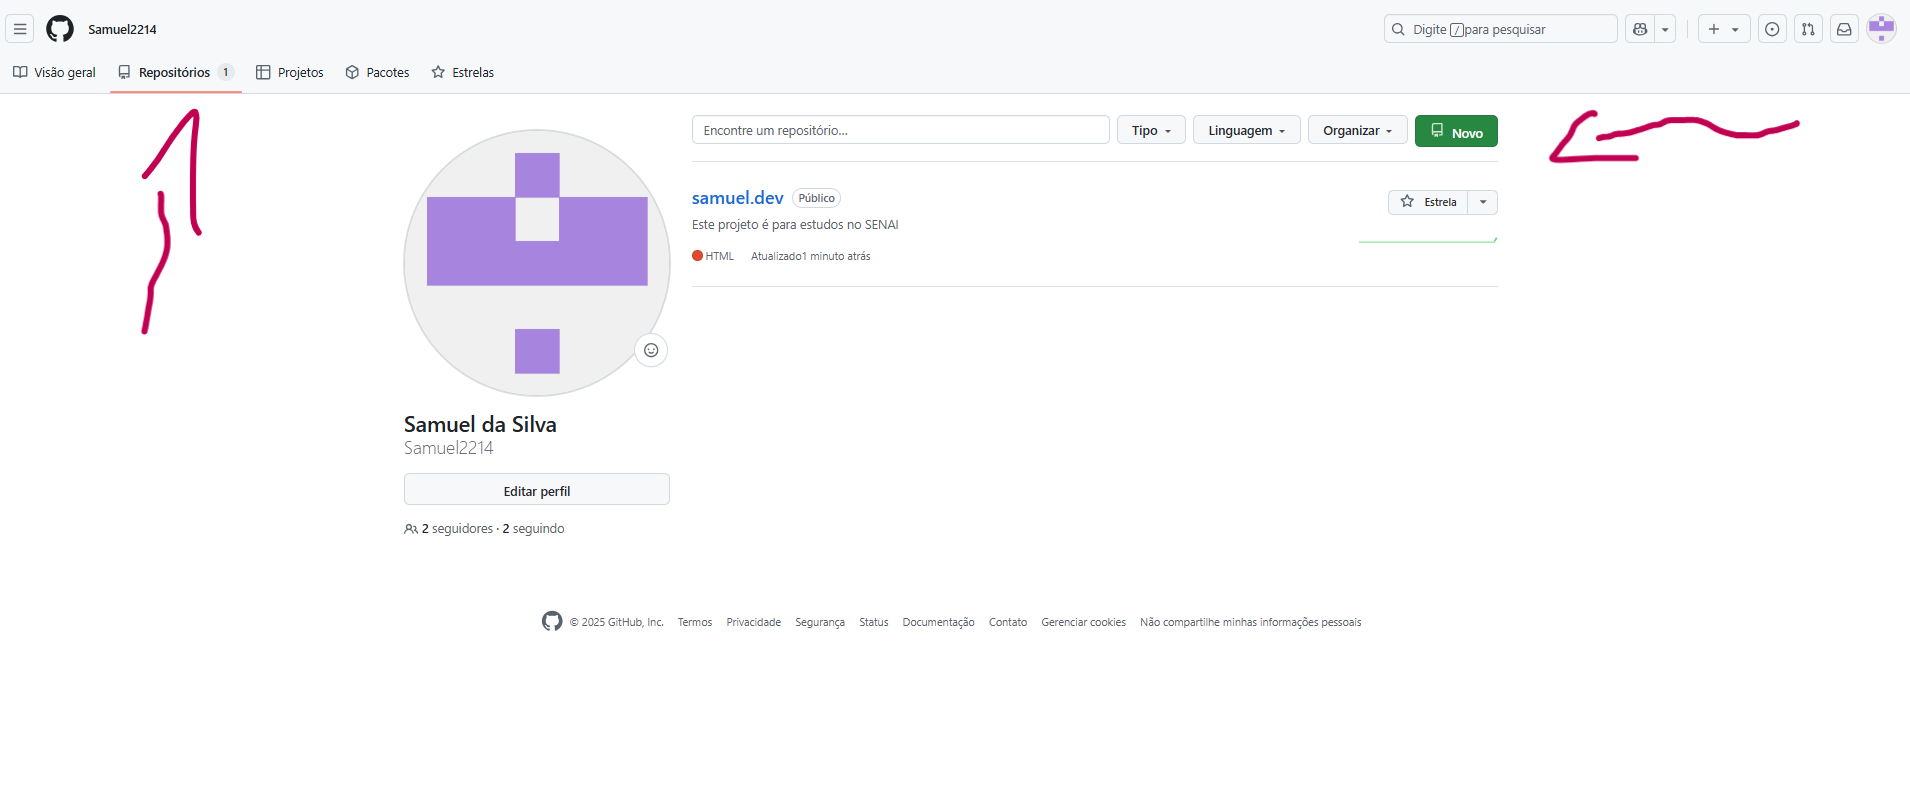 Samuel2214
Digite / para pesquisar
Visão geral
Repositórios 1
Projetos
Pacotes
Estrelas
Encontre um repositório...
Tipo
Linguagem
Organizar
Novo
samuel.dev Público
Estrela
Este projeto é para estudos no SENAI
HTML Atualizado1 minuto atrás
Samuel da Silva
Samuel2214
Editar perfil
2 seguidores · 2 seguindo
© 2025 GitHub, Inc. Termos Privacidade Segurança Status Documentação Contato Gerenciar cookies Não compartilhe minhas informações pessoais